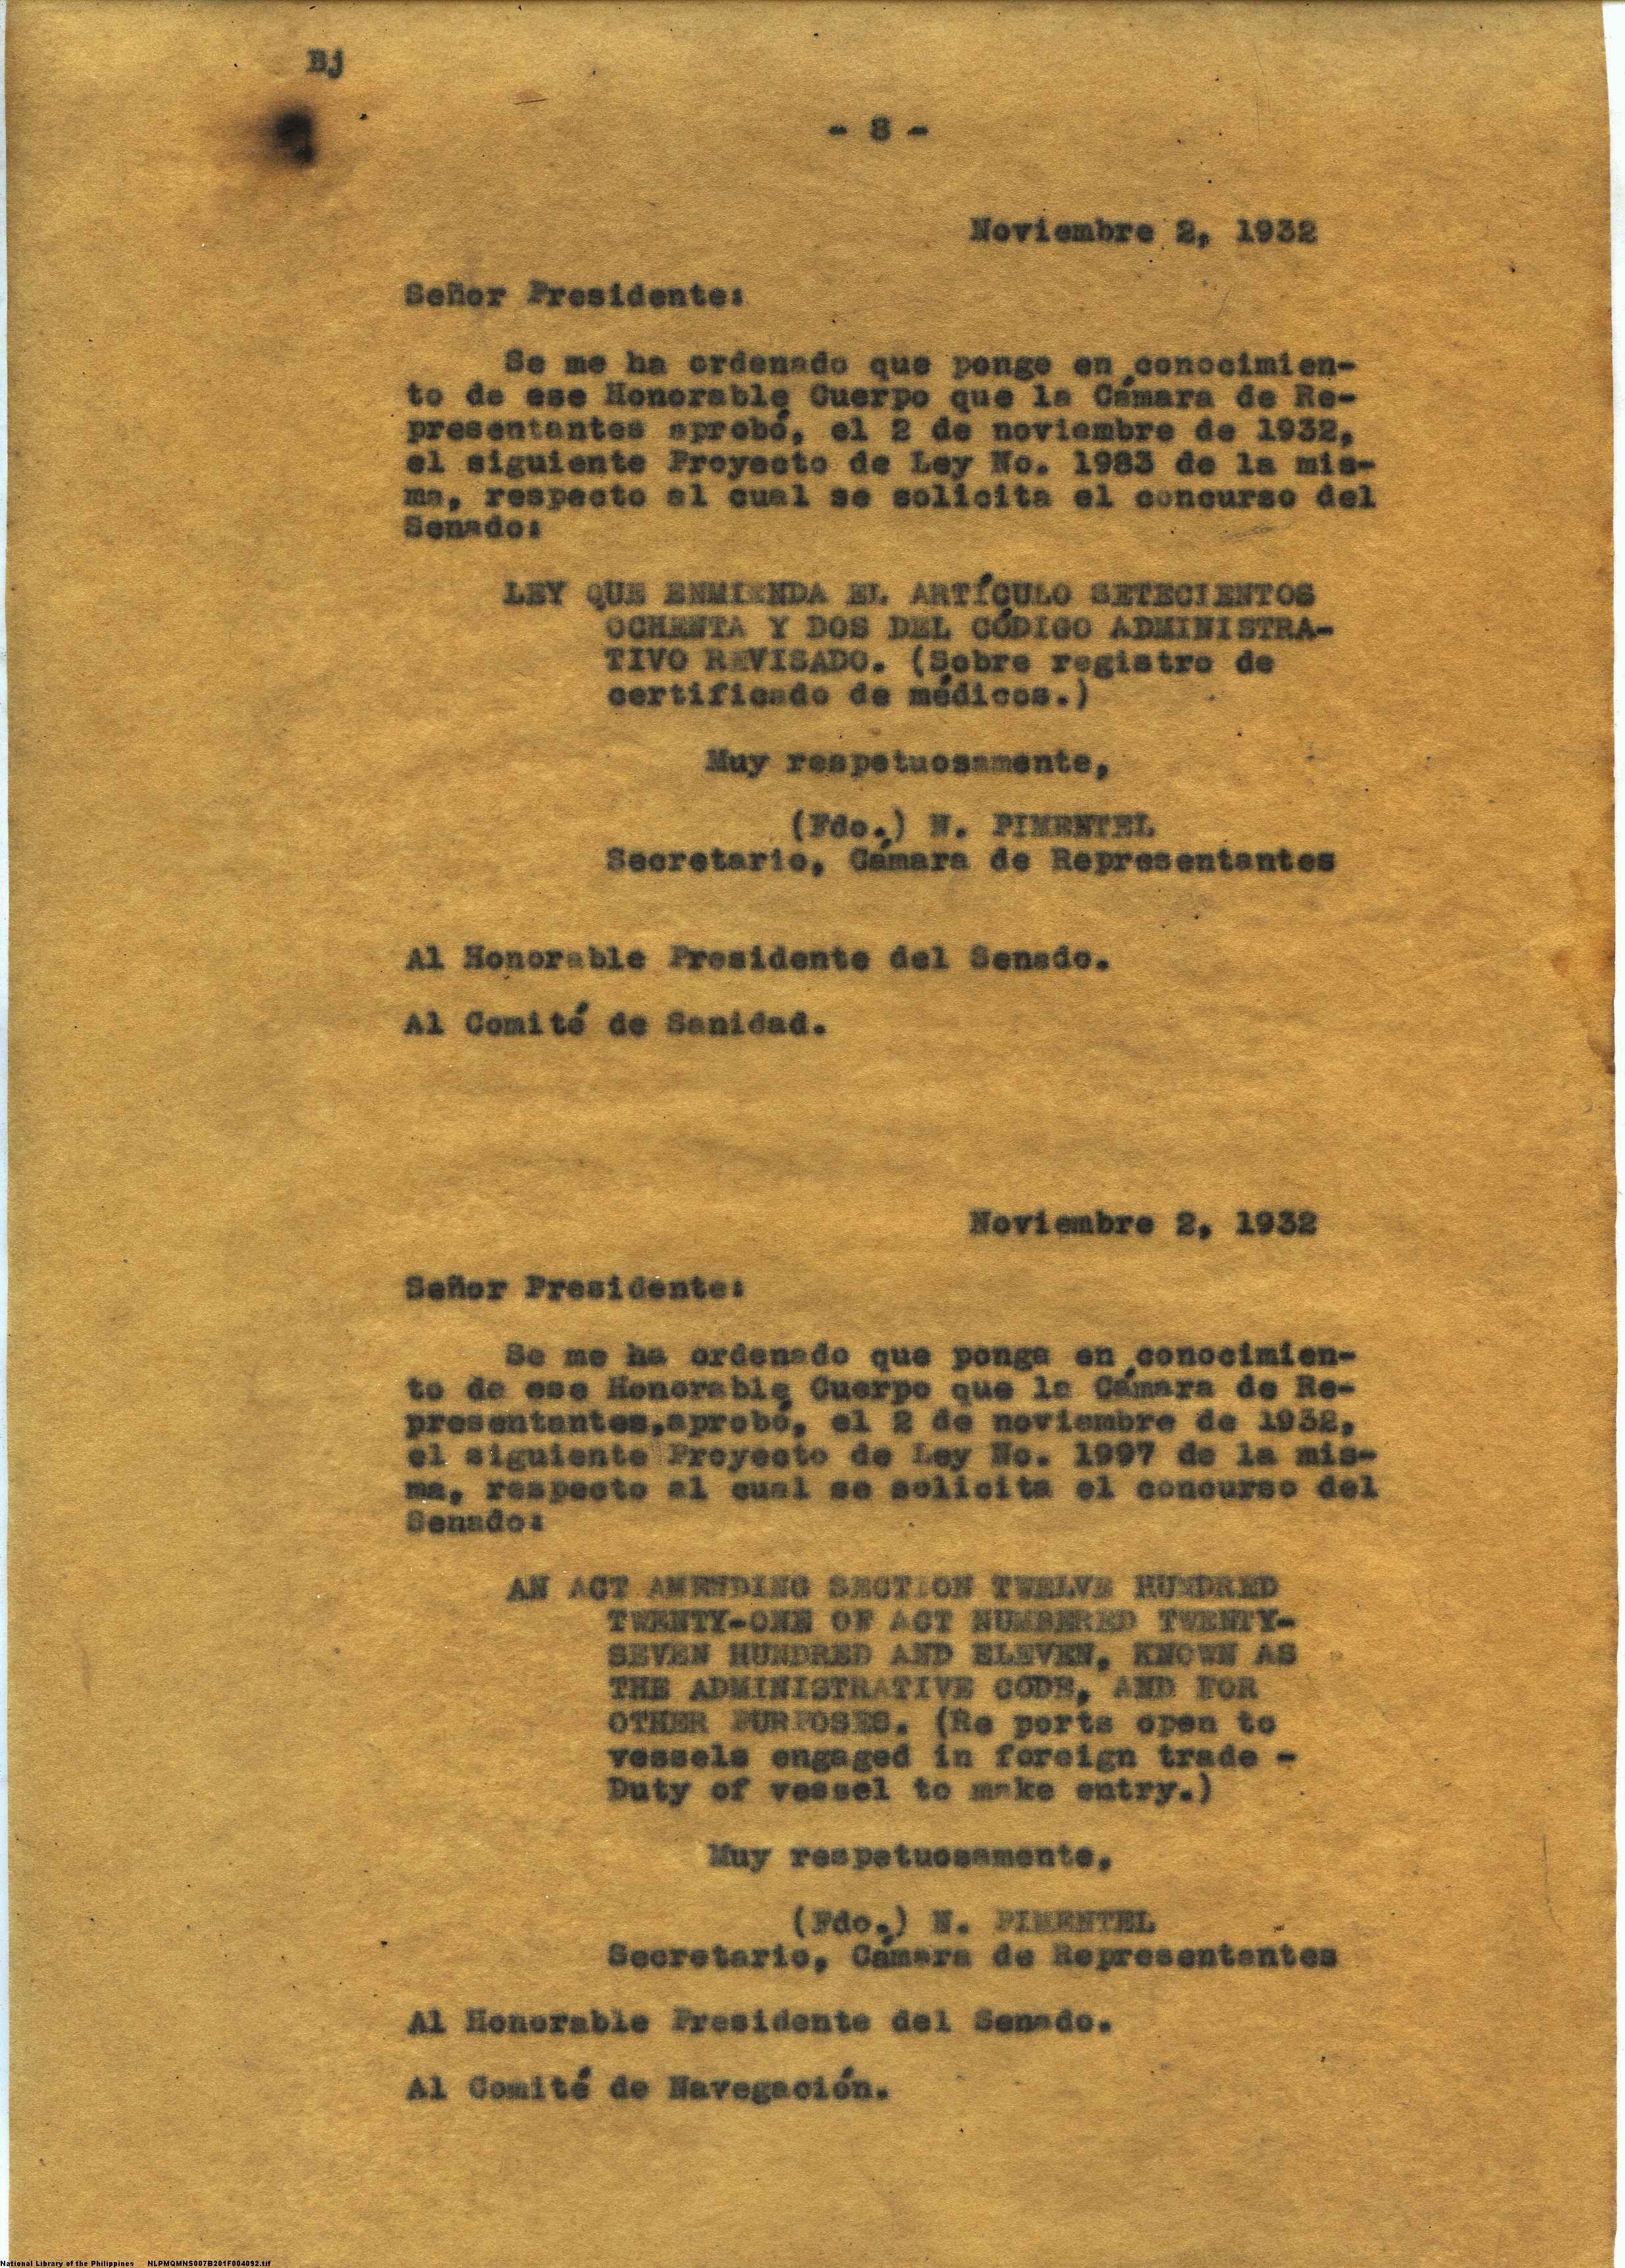 Bj
- 8 -
Noviembre 2, 1932
Señor Presidente:
Se me ha ordenado que ponga en conocimien-
to de ese Honorable Cuerpo que la Cámara de Re-
presentantes aprobó, el 2 de noviembre de 1932,
el siguiente Proyecto de Ley No. 1983 de la mis-
ma, respecto al cual se solicita el concurso del
Senado:
LEY QUE ENMIENDA EL ARTÍCULO SETECIENTOS
OCHENTA Y DOS DEL CÓDIGO ADMINISTRA-
TIVO REVISADO. (Sobre registro de
certificado de médicos.)
Muy respetuosamente,
(Fdo.) N. PIMENTEL
Secretario, Cámara de Representantes
Al Honorable Presidente del Senado.
Al Comité de Sanidad.
Noviembre 2, 1932
Señor Presidente:
Se me ha ordenado que ponga en conocimien-
to de ese Honorable Cuerpo que la Cámara de Re-
presentantes,aprobó, el 2 de noviembre de 1932,
el siguiente Proyecto de Ley No. 1997 de la mis-
ma, respecto al cual se solicita el concurso del
Senado:
AN ACT AMENDING SECTION TWELVE HUNDRED
TWENTY-ONE OF ACT NUMBERED TWENTY-
SEVEN HUNDRED AND ELEVEN, KNOWN AS
THE ADMINISTRATIVE CODE, AND FOR
OTHER PURPOSES. (Re ports open to
vessels engaged in foreign trade -
Duty of vessel to make entry.)
Muy respetuosamente,
(Fdo.) N. PIMENTEL
Secretario, Cámara de Representantes
Al Honorable Presidente del Senado.
Al Comité de Navegación.
National Library of the Philippines NLPMQMNS007B201F004092.tif